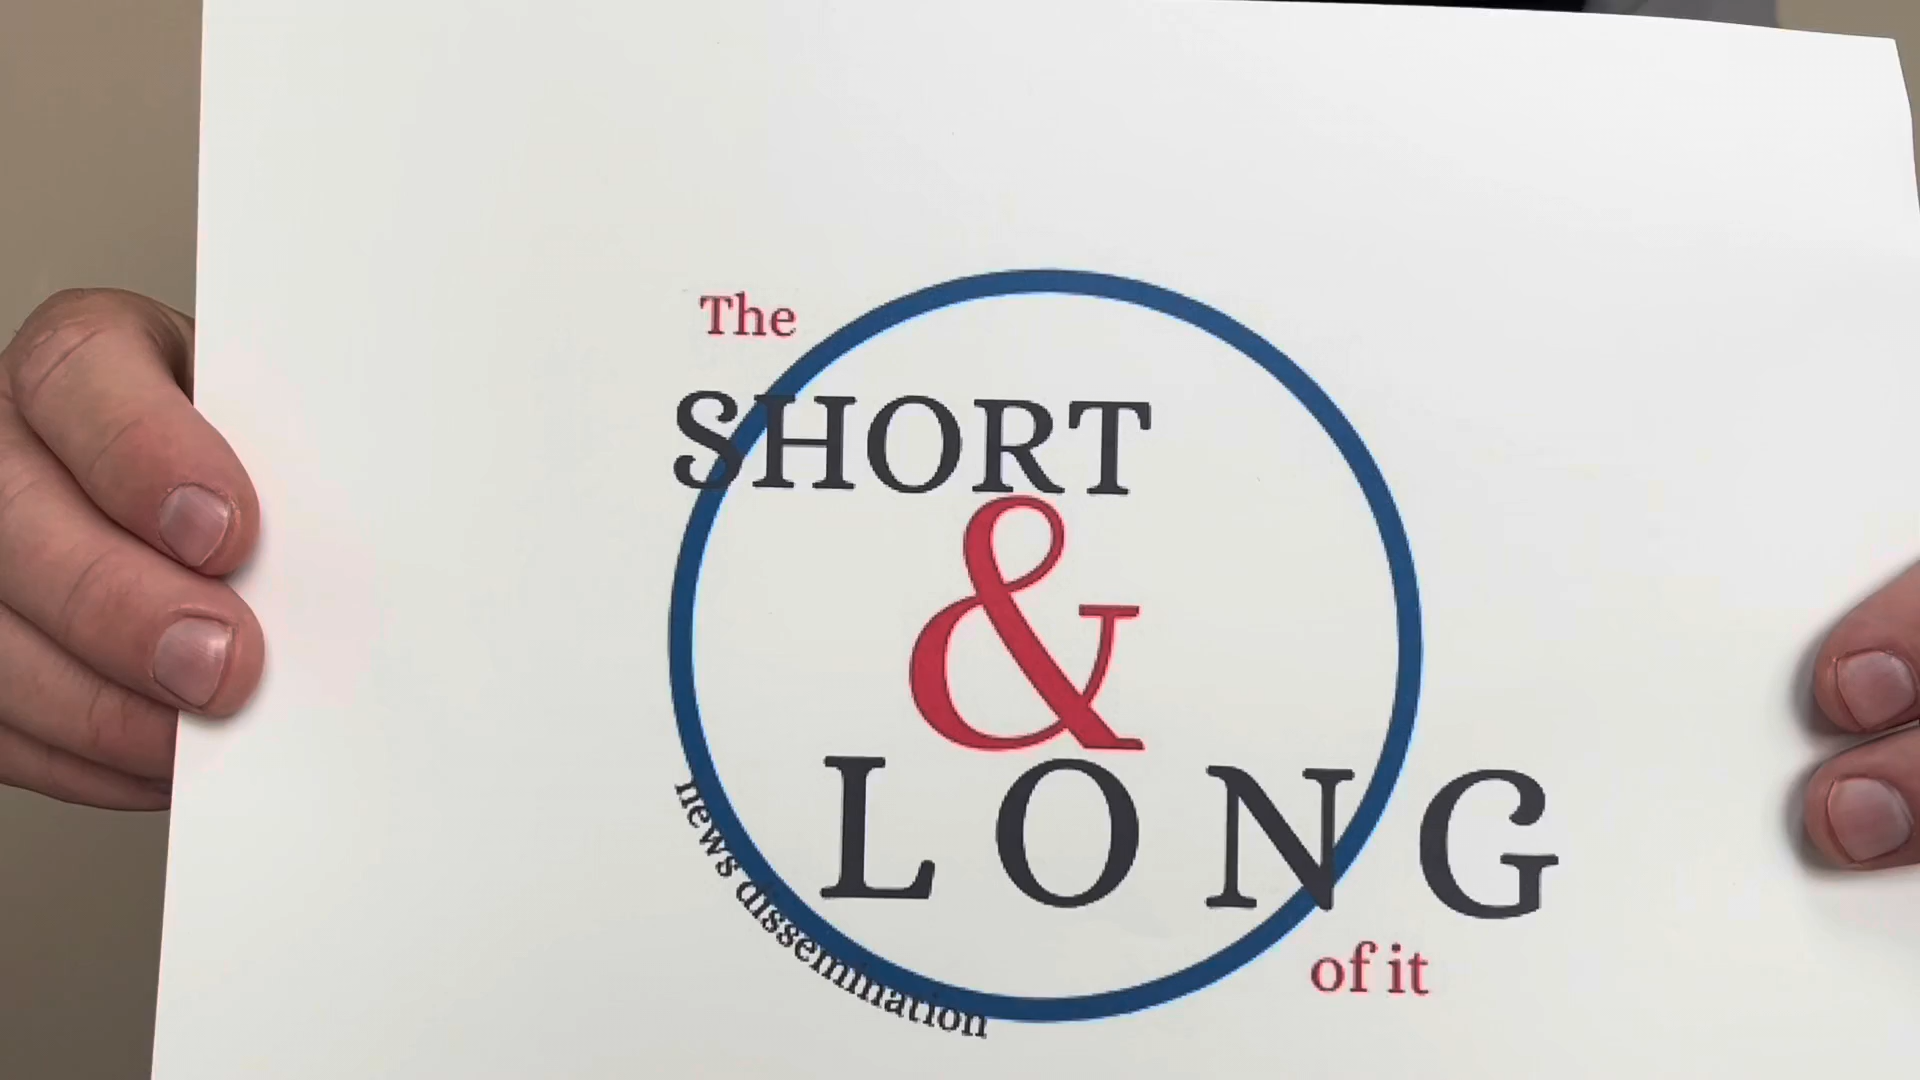 The
SHORT
&
LONG
of it
news dissemination